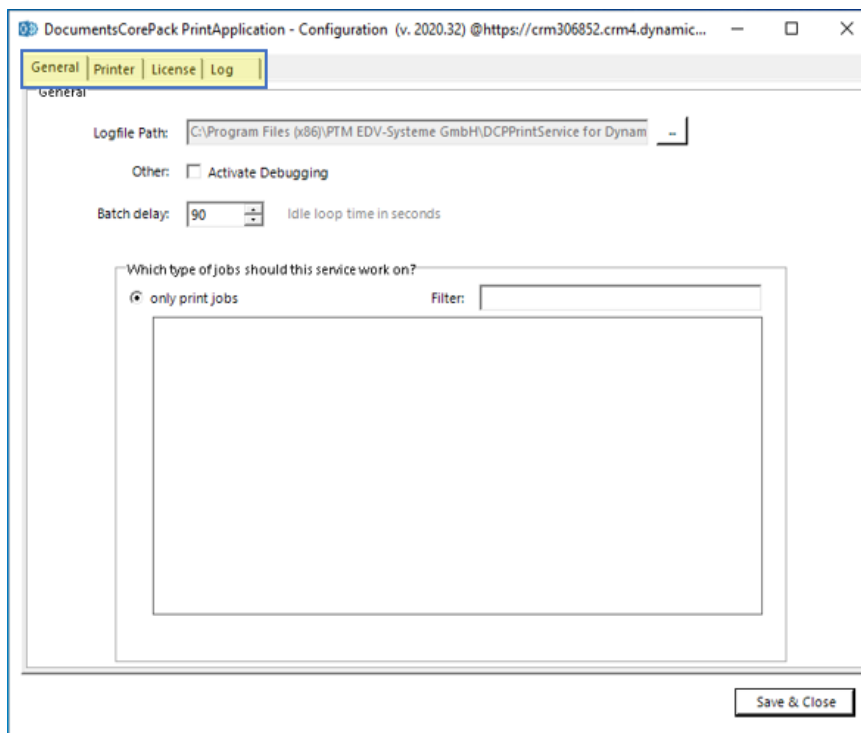 DocumentsCorePack PrintApplication - Configuration (v. 2020.32) @https://crm306852.crm4.dynamic...
General Printer License Log
General
Logfile Path: C:\Program Files (x86)\PTM EDV-Systeme GmbH\DCPPrintService for Dynam ..
Other: Activate Debugging
Batch delay: 90 Idle loop time in seconds
Which type of jobs should this service work on?
only print jobs Filter:
Save & Close